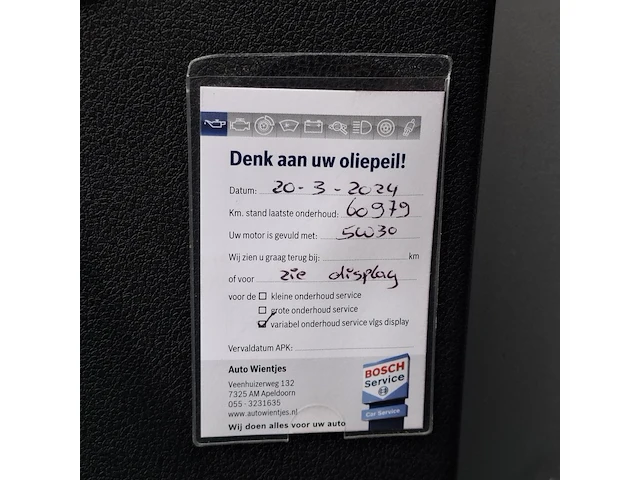 Denk aan uw oliepeil!
Datum: 20-3-2024
Km. stand laatste onderhoud: 60979
Uw motor is gevuld met: 5W30
Wij zien u graag terug bij: km
of voor zie display
voor de kleine onderhoud service
grote onderhoud service
variabel onderhoud service vlgs display
Vervaldatum APK:
Auto Wientjes
Veenhuizerweg 132
7325 AM Apeldoorn
055 - 3231635
www.autowientjes.nl
Wij doen alles voor uw auto
BOSCH
Service
Car Service